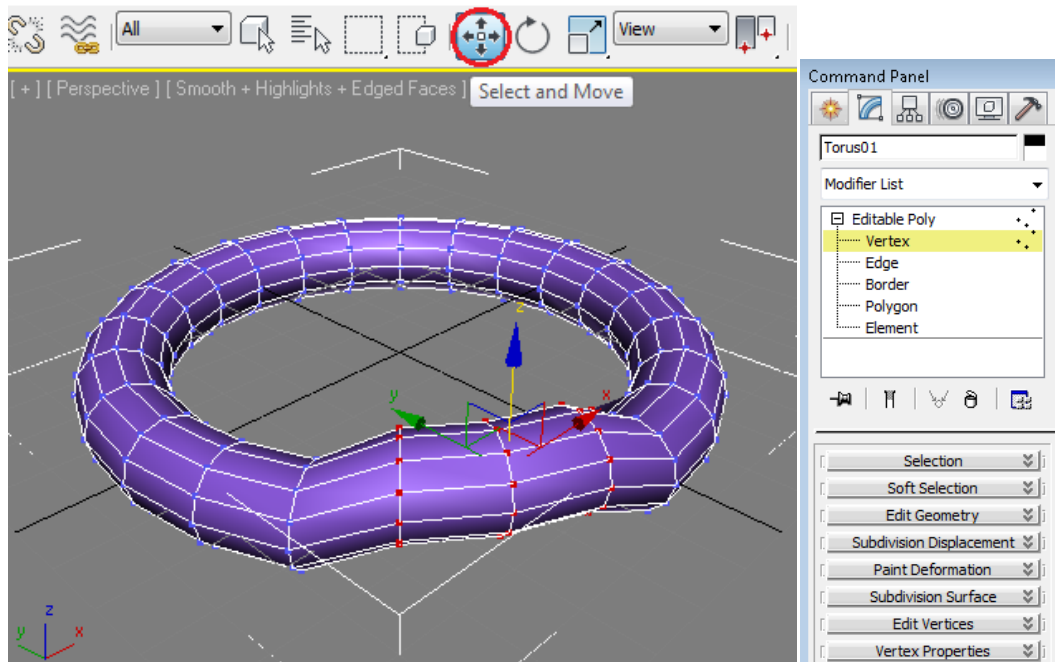 All
View
[ + ] [ Perspective ] [ Smooth + Highlights + Edged Faces ]
Select and Move
z
y
x
z
y
x
Command Panel
Torus01
Modifier List
Editable Poly
Vertex
Edge
Border
Polygon
Element
Selection
Soft Selection
Edit Geometry
Subdivision Displacement
Paint Deformation
Subdivision Surface
Edit Vertices
Vertex Properties